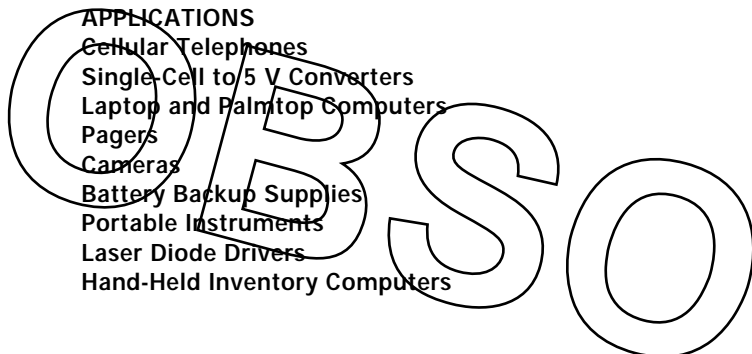 APPLICATIONS
Cellular Telephones
Single-Cell to 5 V Converters
Laptop and Palmtop Computers
Pagers
Cameras
Battery Backup Supplies
Portable Instruments
Laser Diode Drivers
Hand-Held Inventory Computers
OBSO